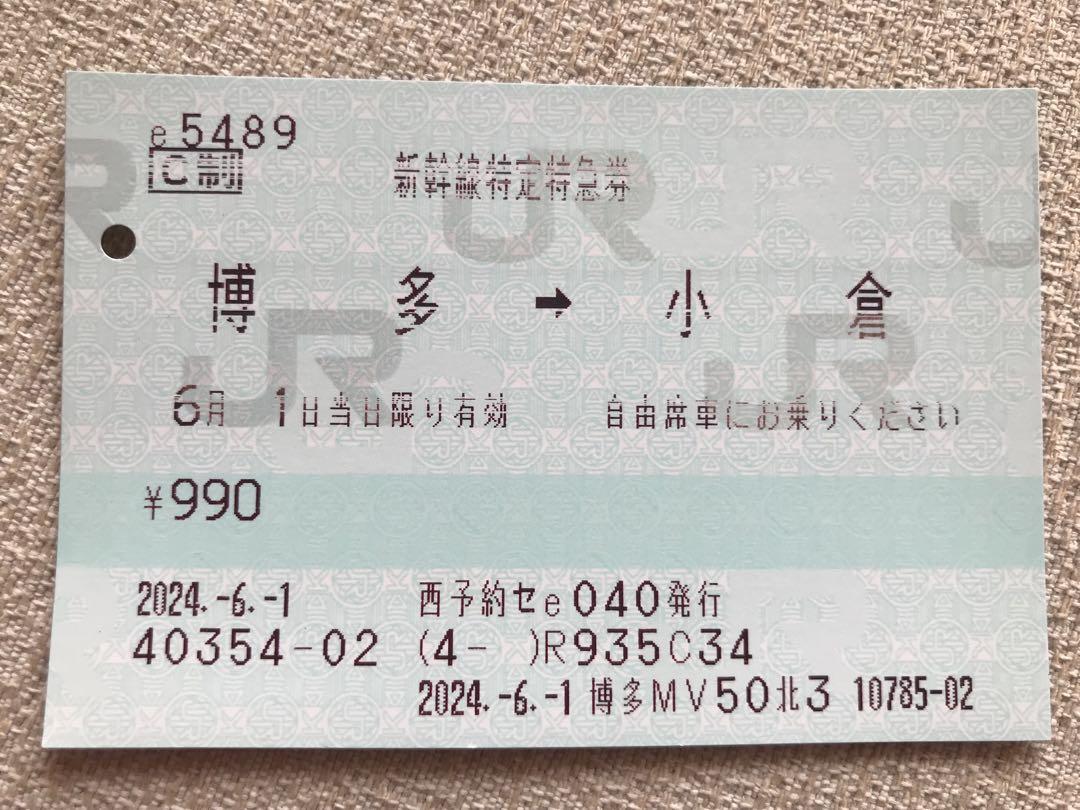 e5489
C制
新幹線特定特急券
博多➡小倉
6月 1日当日限り有効 自由席車にお乗りください
¥990
2024.-6.-1 西予約セe040発行
40354-02 (4- )R935C34
2024.-6.-1 博多MV50北3 10785-02